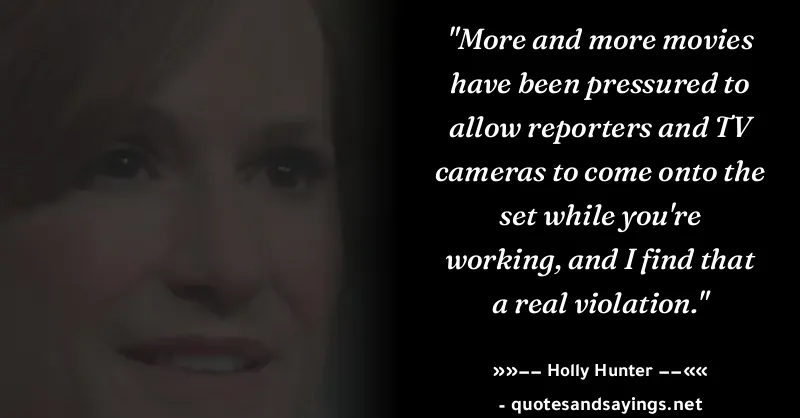 "More and more movies
have been pressured to
allow reporters and TV
cameras to come onto the
set while you're
working, and I find that
a real violation."
»»−− Holly Hunter −−««
- quotesandsayings.net